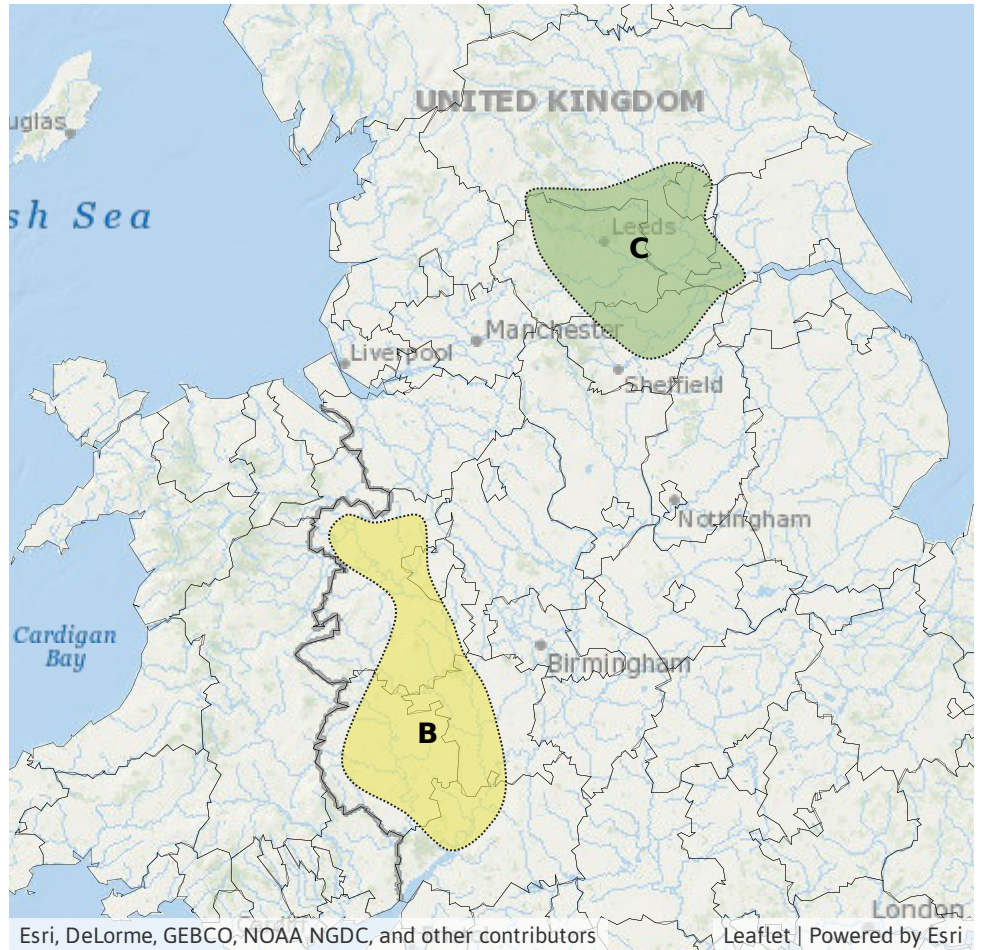 UNITED KINGDOM
uglas
sh Sea
Leeds
C
Manchester
Liverpool
Sheffield
Nottingham
Cardigan
Bay
Birmingham
B
London
Esri, DeLorme, GEBCO, NOAA NGDC, and other contributors
Leaflet | Powered by Esri